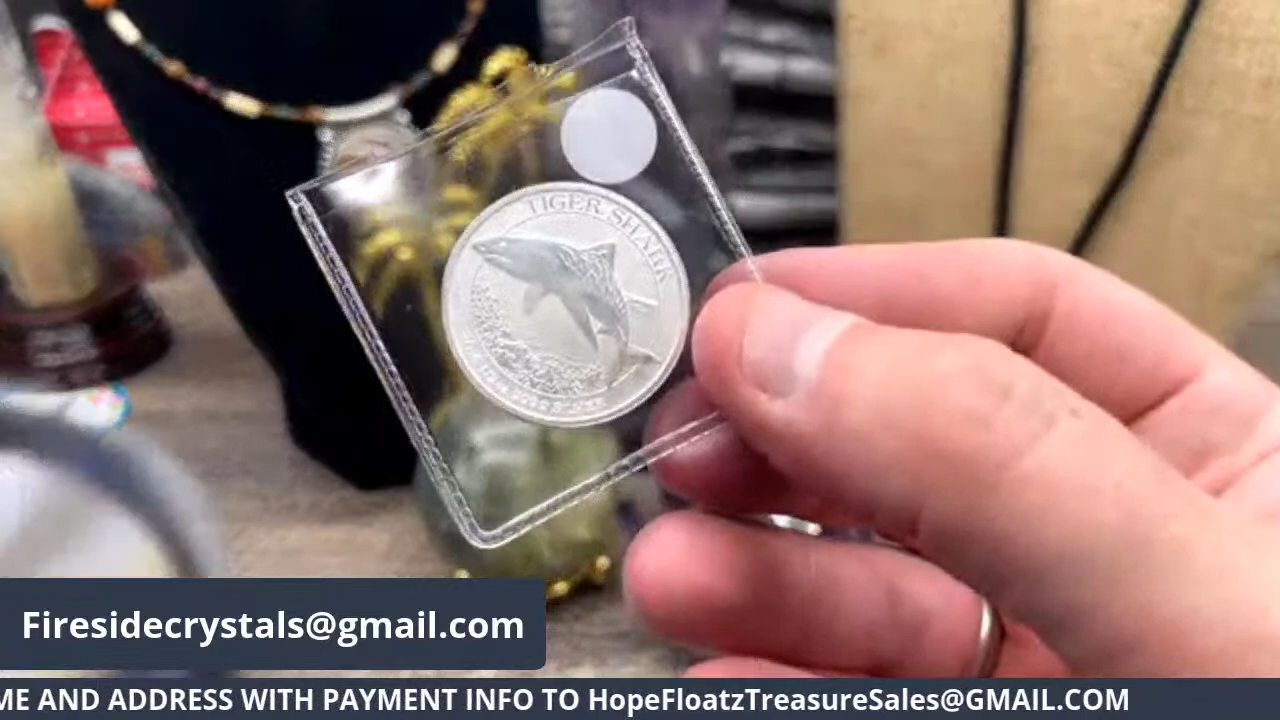 TIGER SHARK
Firesidecrystals@gmail.com
ME AND ADDRESS WITH PAYMENT INFO TO HopeFloatzTreasureSales@GMAIL.COM